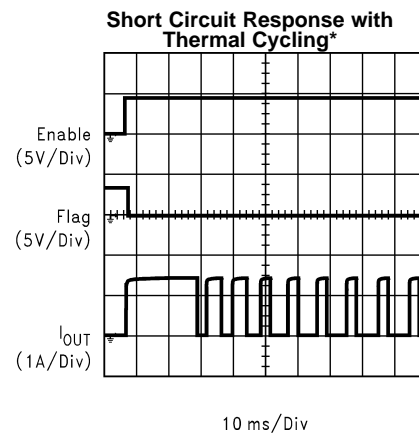 Short Circuit Response with
Thermal Cycling*
Enable
(5V/Div)
Flag
(5V/Div)
IOUT
(1A/Div)
10 ms/Div